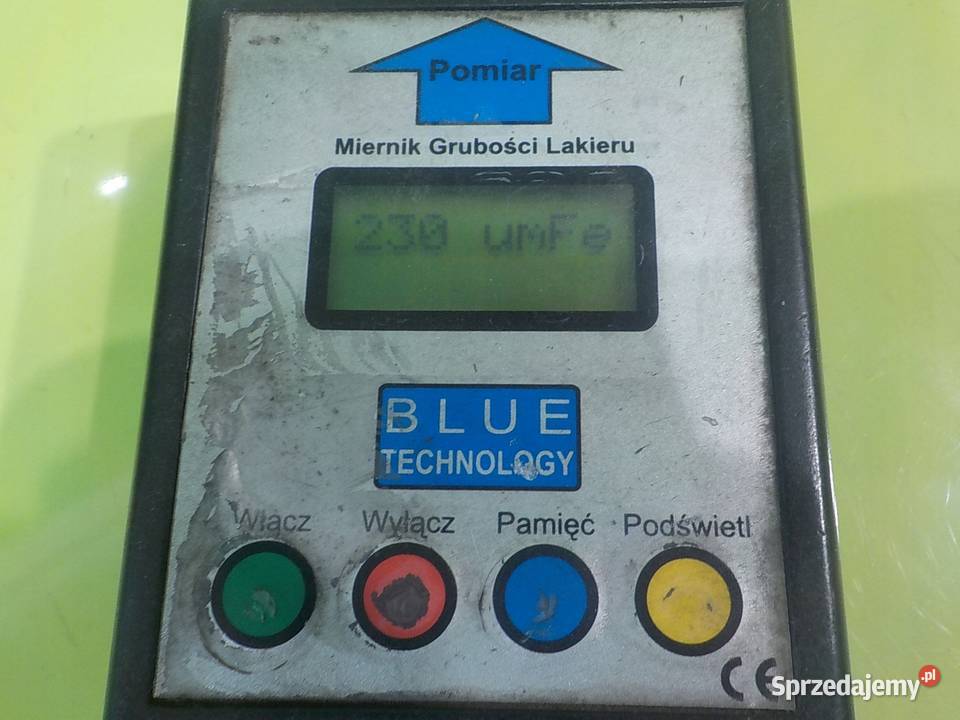 Pomiar
Miernik Grubości Lakieru
230 umFe
BLUE
TECHNOLOGY
Włącz Wyłącz Pamięć Podświetl
CE
Sprzedajemy.pl